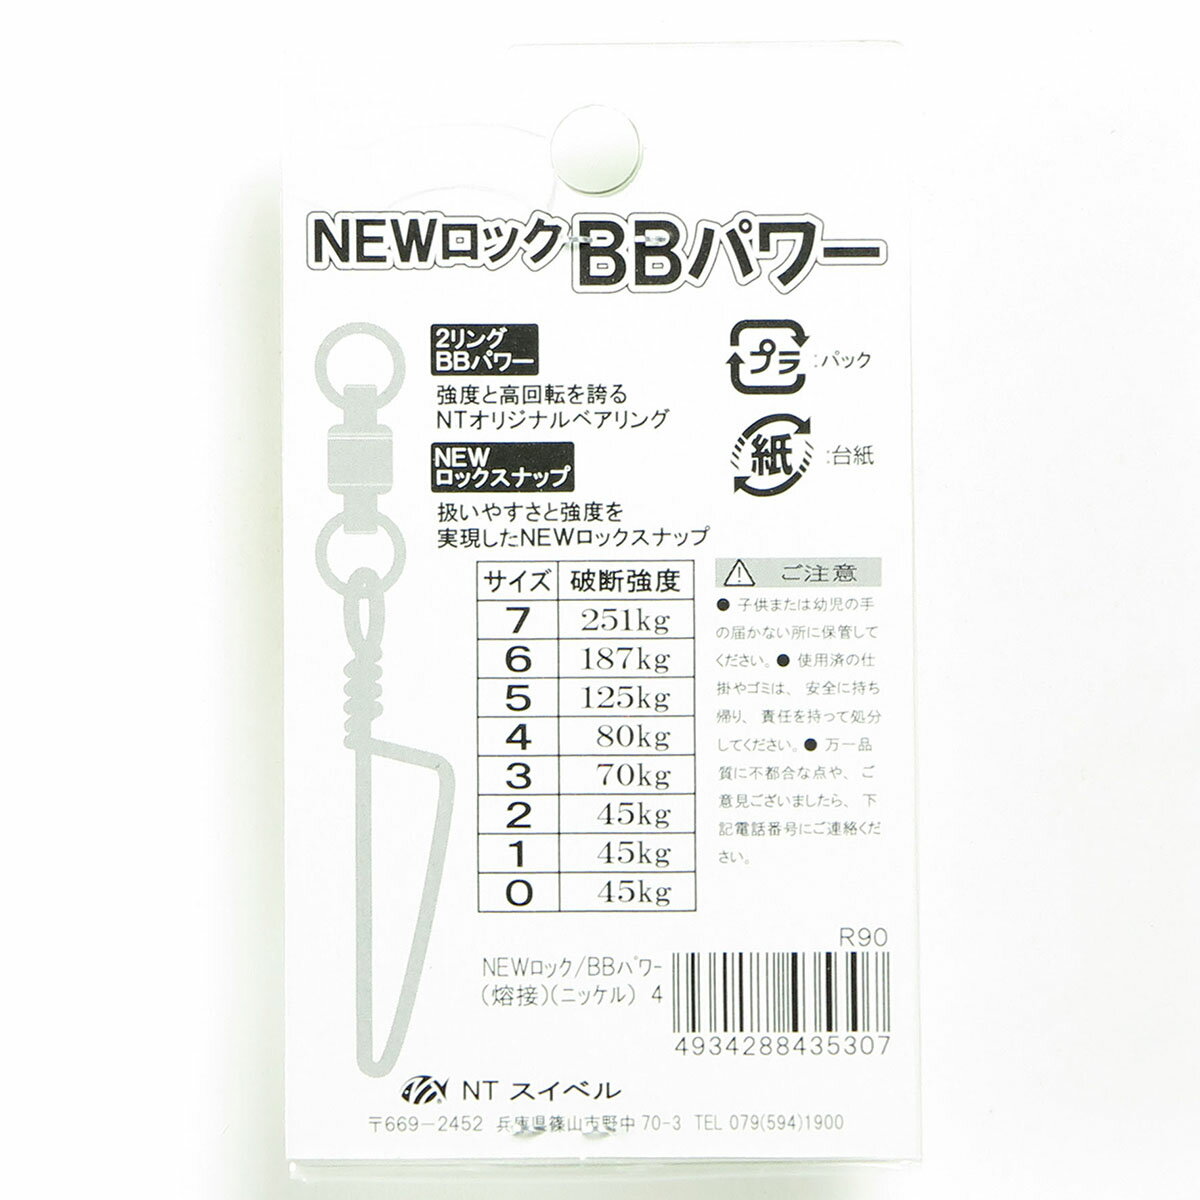 NEWロックBBパワー
2リング
BBパワー
強度と高回転を誇る
NTオリジナルベアリング
NEW
ロックスナップ
扱いやすさと強度を
実現したNEWロックスナップ
プラ :パック
紙 :台紙
サイズ 破断強度
7 251kg
6 187kg
5 125kg
4 80kg
3 70kg
2 45kg
1 45kg
0 45kg
ご注意
● 子供または幼児の手
の届かない所に保管して
ください。● 使用済の仕
掛やゴミは、安全に持ち
帰り、責任を持って処分
してください。● 万一品
質に不都合な点や、ご
意見ございましたら、下
記電話番号にご連絡くだ
さい。
R90
NEWロック/BBパワー
(熔接)(ニッケル) 4
4934288435307
NT スイベル
〒669-2452 兵庫県篠山市野中70-3 TEL 079(594)1900